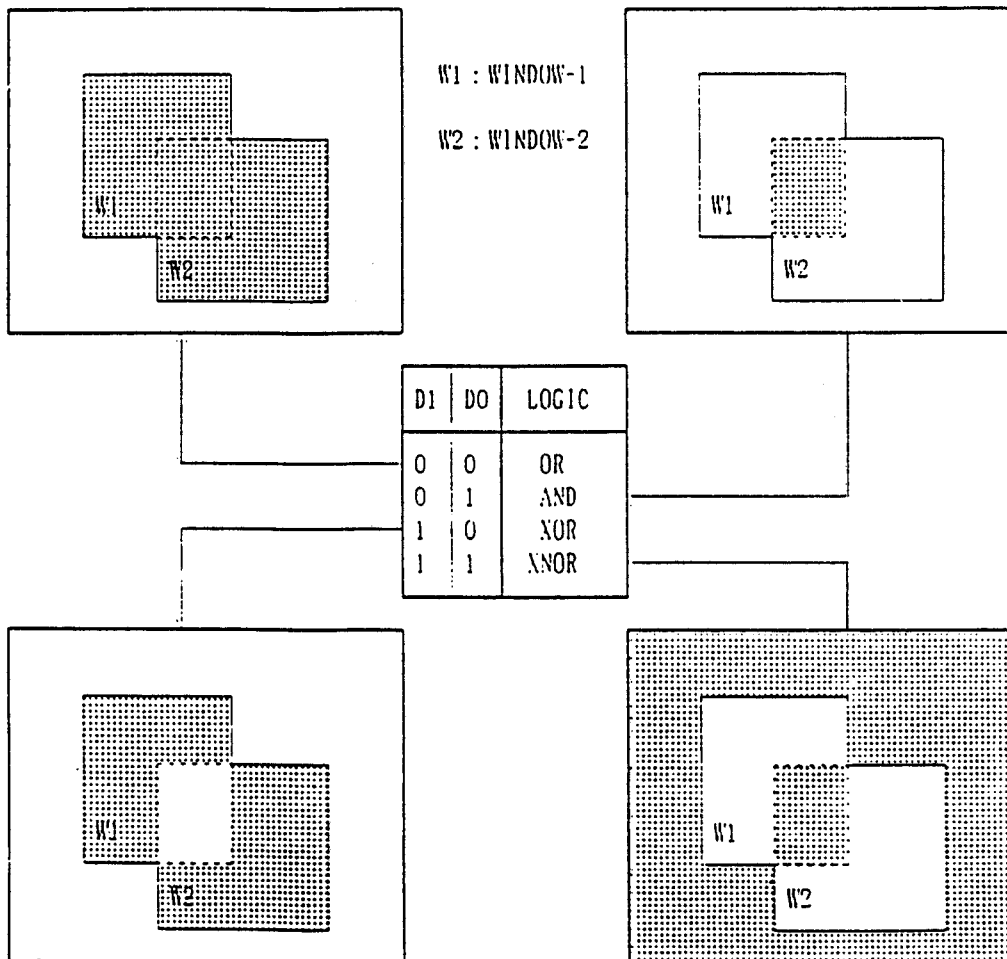 W1 : WINDOW-1
W2 : WINDOW-2
W1
W2
W1
W2
D1 D0 LOGIC
0 0 OR
0 1 AND
1 0 XOR
1 1 XNOR
W1
W2
W1
W2